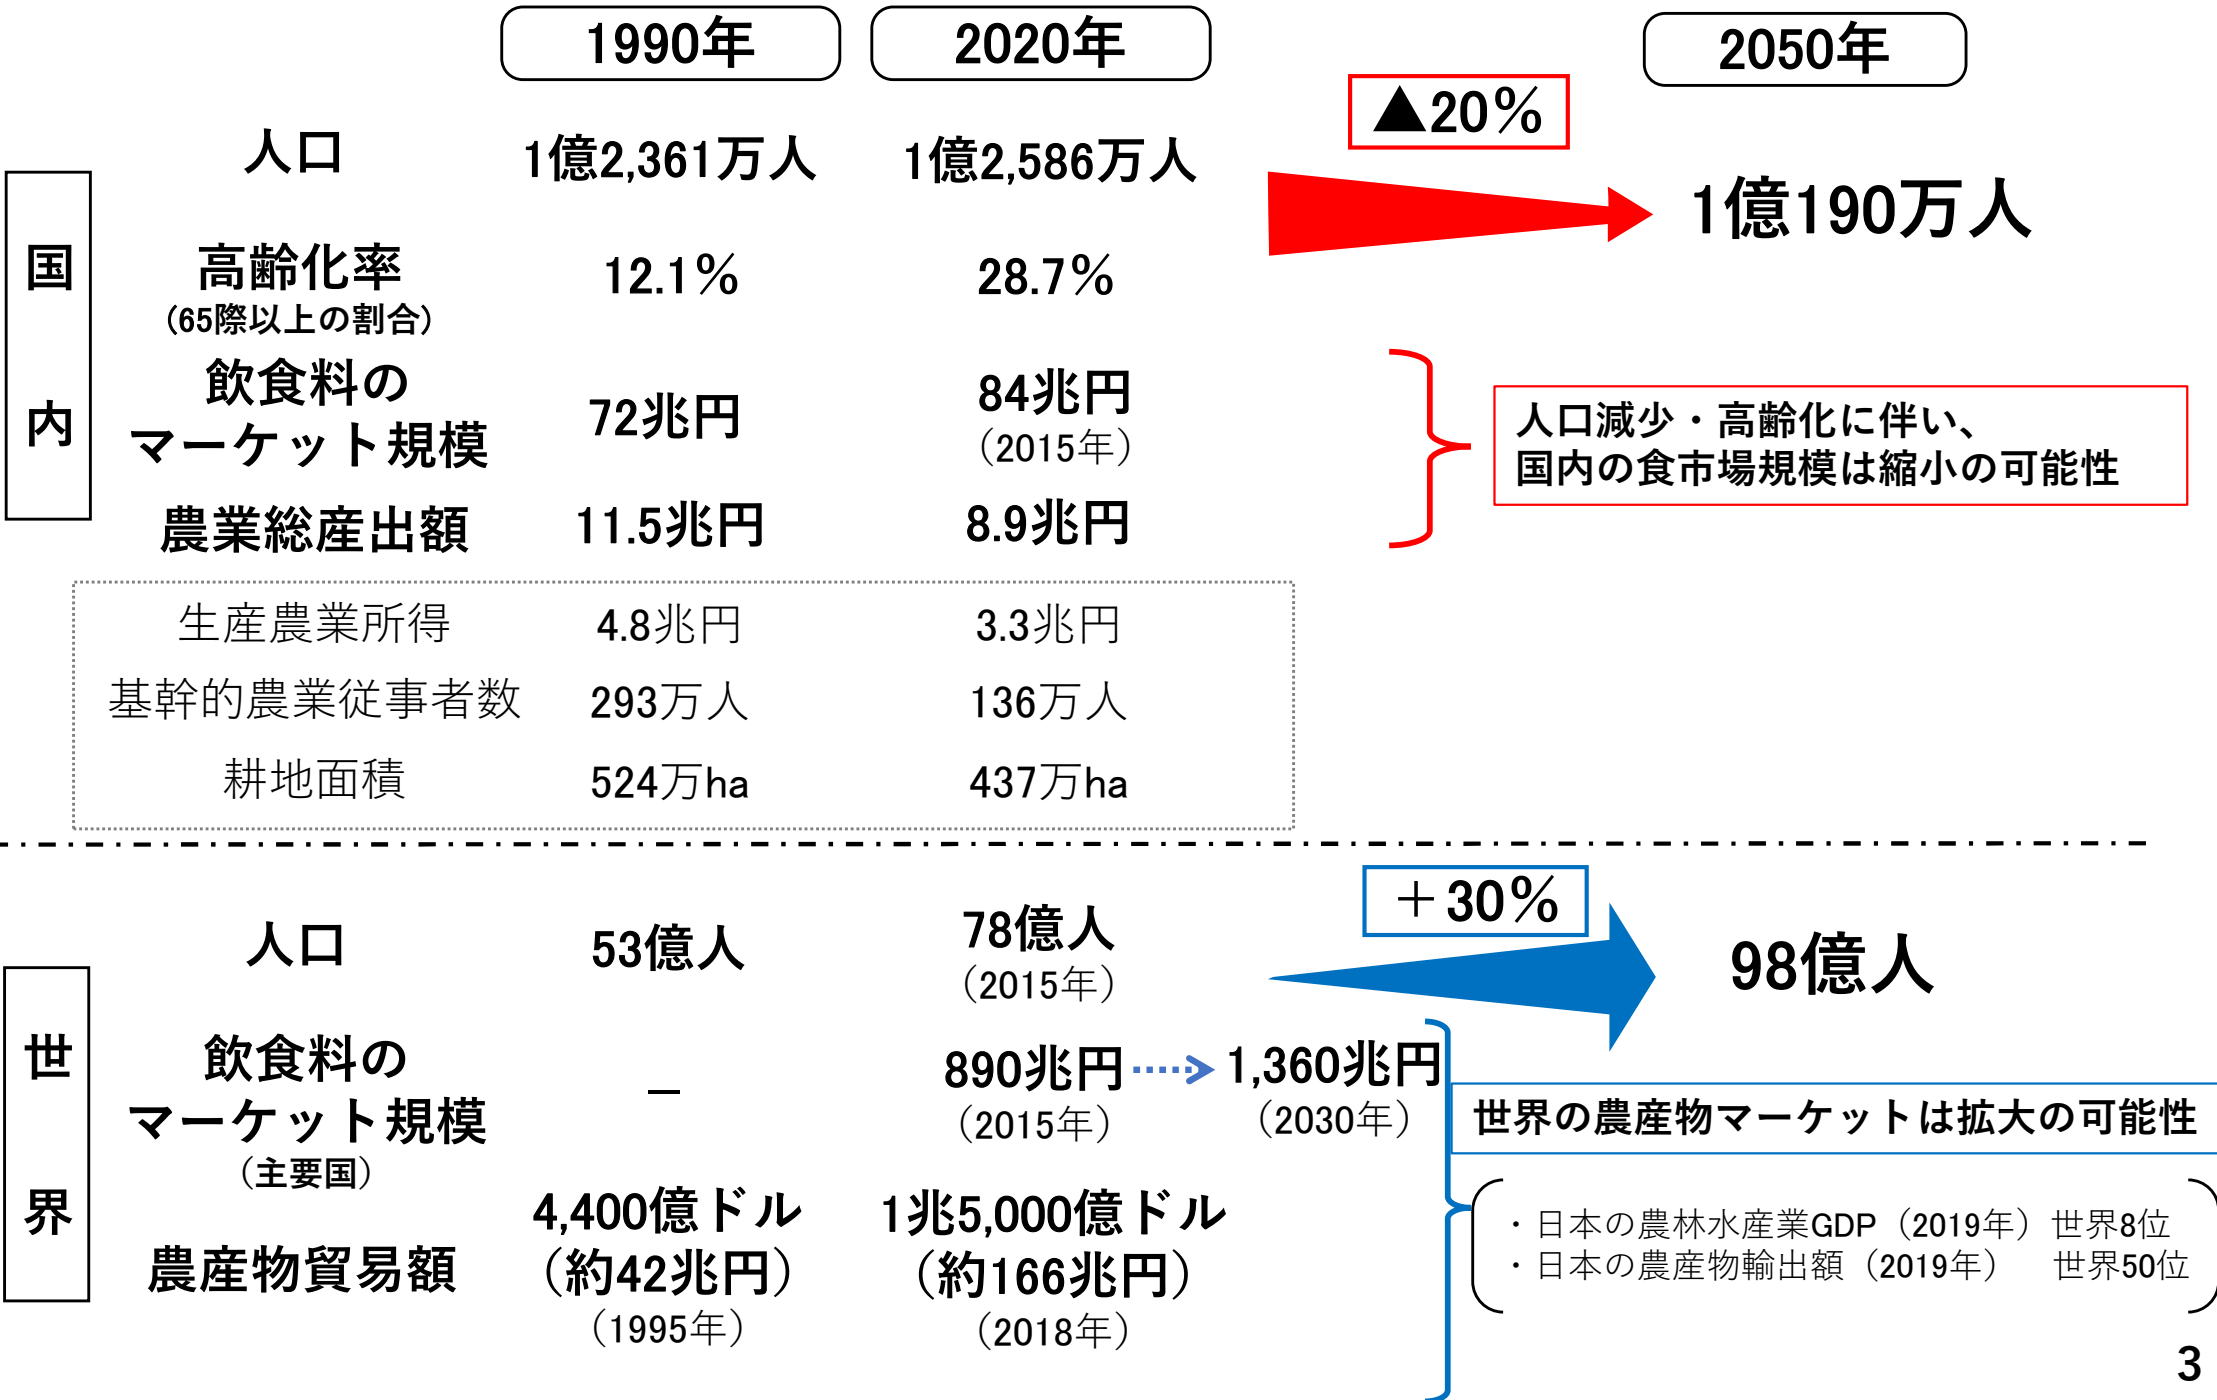 1990年 2020年 2050年
▲20％
人口 1億2,361万人 1億2,586万人 1億190万人
国内
高齢化率 12.1％ 28.7％
（65際以上の割合）
飲食料の
マーケット規模 72兆円 84兆円
（2015年）
人口減少・高齢化に伴い、
国内の食市場規模は縮小の可能性
農業総産出額 11.5兆円 8.9兆円
生産農業所得 4.8兆円 3.3兆円
基幹的農業従事者数 293万人 136万人
耕地面積 524万ha 437万ha
＋30％
世界
人口 53億人 78億人 98億人
（2015年）
飲食料の
マーケット規模 － 890兆円 1,360兆円
（主要国） （2015年） （2030年）
世界の農産物マーケットは拡大の可能性
農産物貿易額 4,400億ドル 1兆5,000億ドル
（約42兆円） （約166兆円）
（1995年） （2018年）
・日本の農林水産業GDP（2019年）世界8位
・日本の農産物輸出額（2019年） 世界50位
3